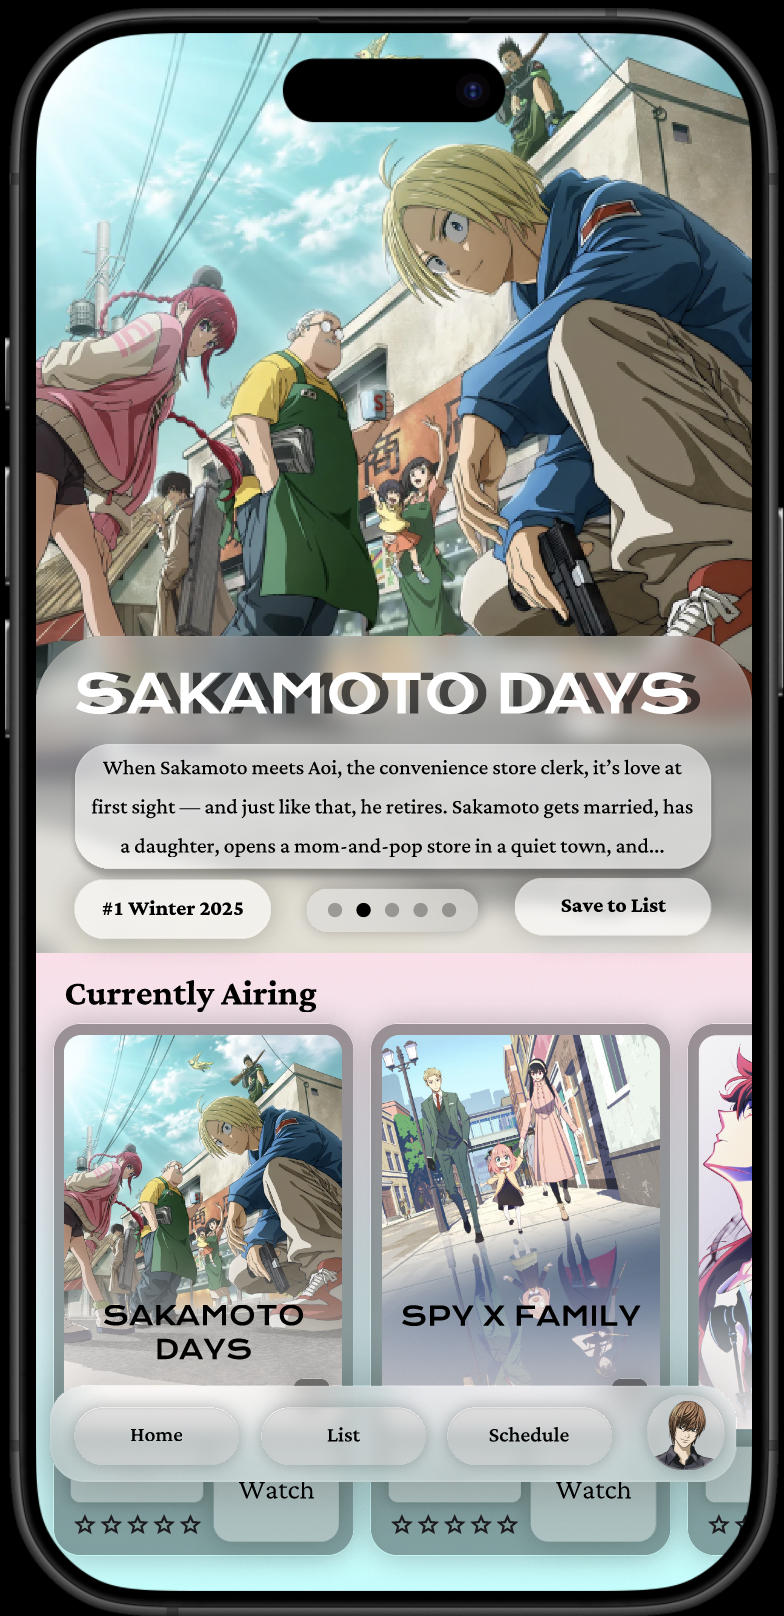 S
商店
SAKAMOTO DAYS
When Sakamoto meets Aoi, the convenience store clerk, it’s love at
first sight — and just like that, he retires. Sakamoto gets married, has
a daughter, opens a mom-and-pop store in a quiet town, and...
#1 Winter 2025
Save to List
Currently Airing
SAKAMOTO
DAYS
SPY X FAMILY
Home
List
Schedule
Watch
Watch